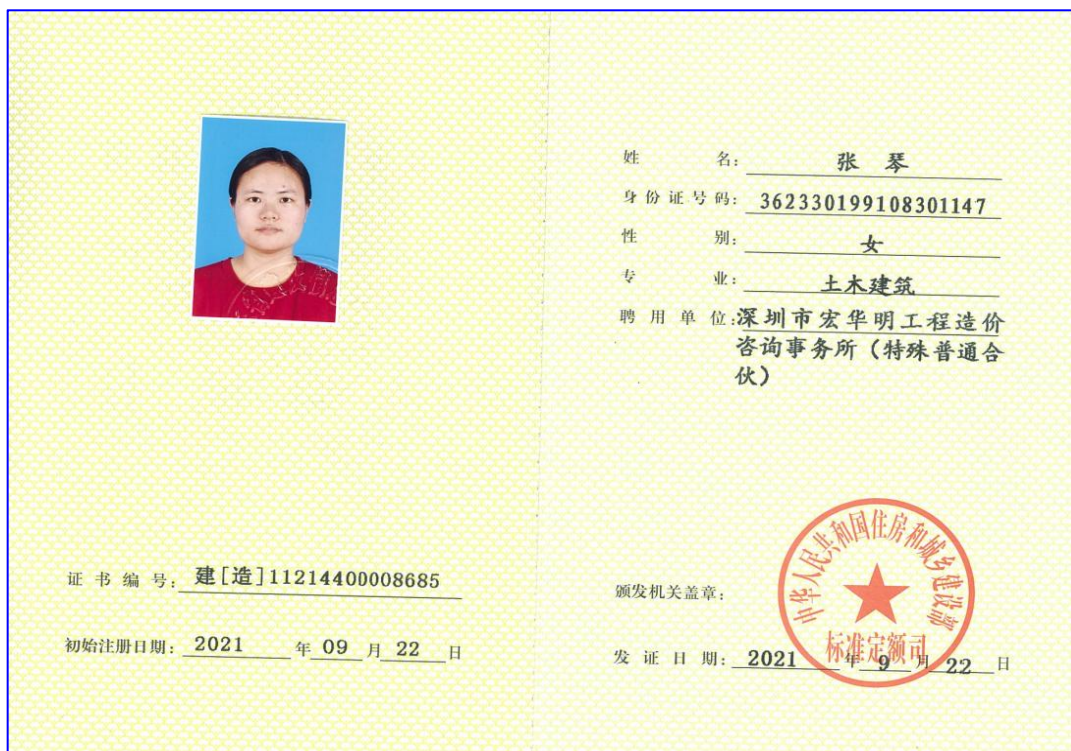 证书编号: 建[造]11214400008685
初始注册日期: 2021 年 09 月 22 日
姓 名: 张 琴
身份证号码: 362330199108301147
性 别: 女
专 业: 土木建筑
聘用单位: 深圳市宏华明工程造价
咨询事务所（特殊普通合
伙）
颁发机关盖章:
中华人民共和国住房和城乡建设部
标准定额司
发证日期: 2021 年 9 月 22 日